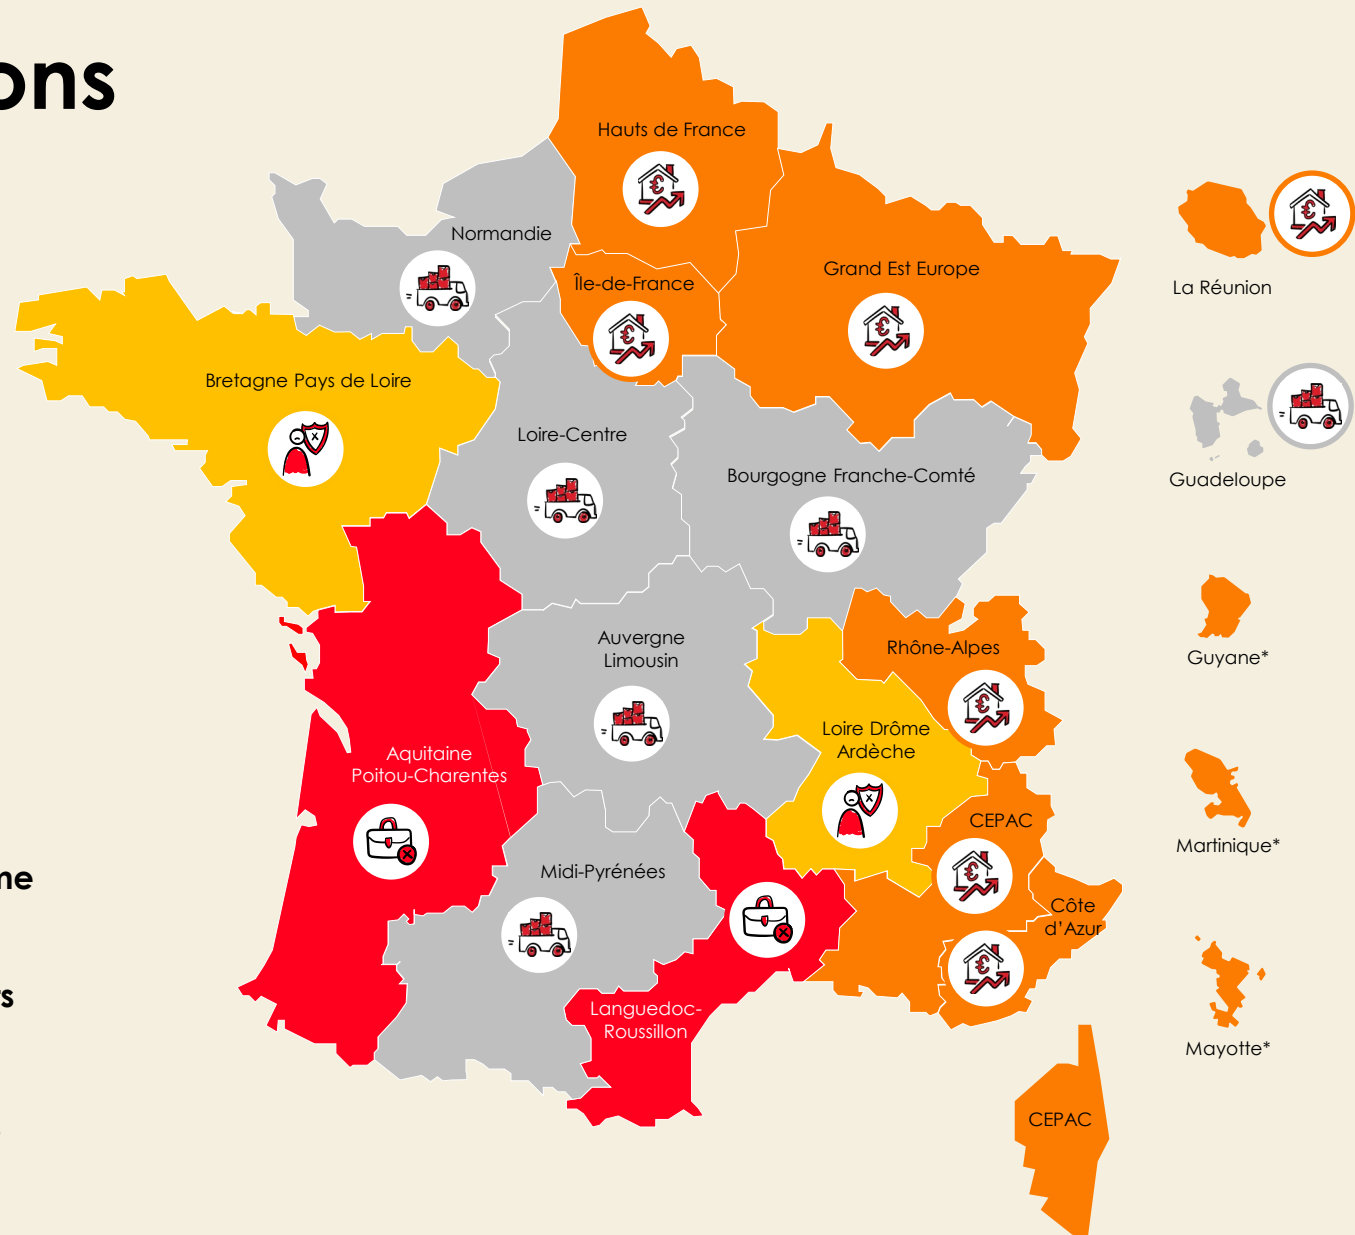 ons
Hauts de France
Normandie
Île-de-France
Grand Est Europe
La Réunion
Bretagne Pays de Loire
Loire-Centre
Bourgogne Franche-Comté
Guadeloupe
Auvergne
Limousin
Rhône-Alpes
Guyane*
Loire Drôme
Ardèche
Aquitaine
Poitou-Charentes
CEPAC
Martinique*
Midi-Pyrénées
me
Côte
d'Azur
rs
Languedoc-
Roussillon
Mayotte*
CEPAC